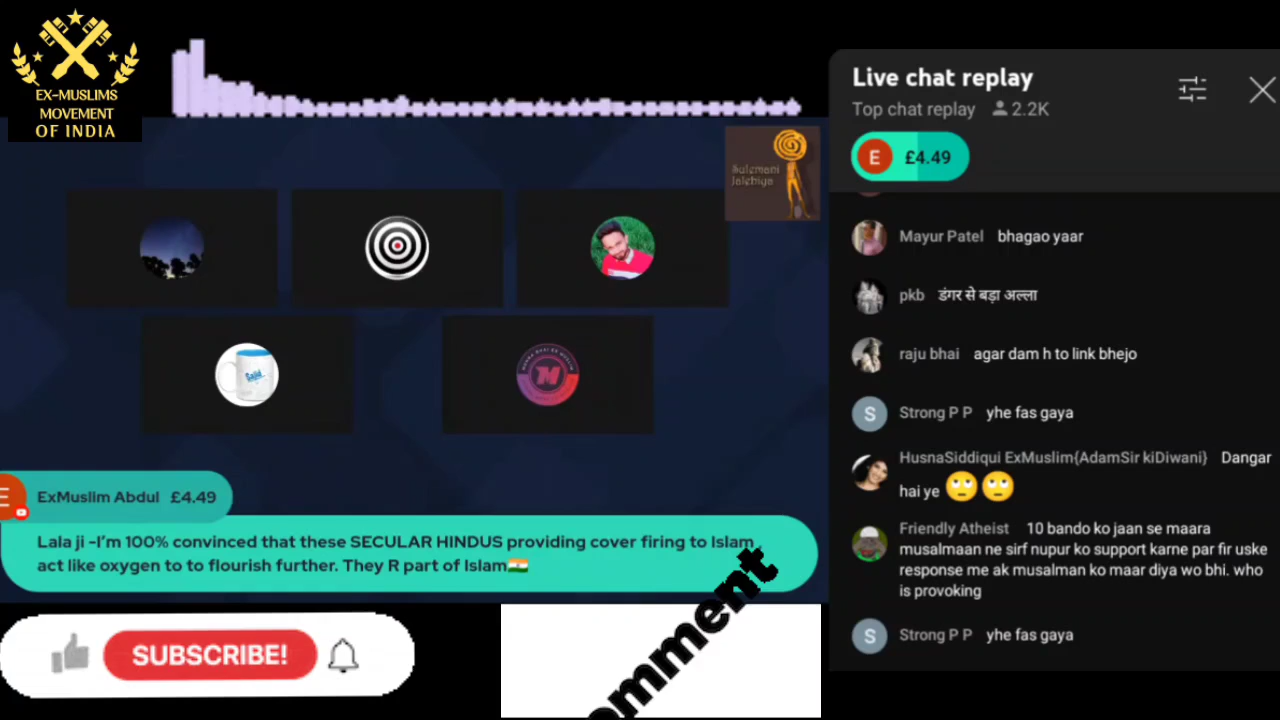 EX-MUSLIMS
MOVEMENT
OF INDIA
Sulemani
Jalebiya
Sajid
M
E
ExMuslim Abdul £4.49
Lala ji -I'm 100% convinced that these SECULAR HINDUS providing cover firing to Islam
act like oxygen to to flourish further. They R part of Islam🇮🇳
SUBSCRIBE!
omment
Live chat replay
Top chat replay 2.2K
E £4.49
Mayur Patel bhagao yaar
pkb डंगर से बड़ा अल्ला
raju bhai agar dam h to link bhejo
S Strong P P yhe fas gaya
HusnaSiddiqui ExMuslim{AdamSir kiDiwani} Dangar
hai ye 🙄🙄
Friendly Atheist 10 bando ko jaan se maara
musalmaan ne sirf nupur ko support karne par fir uske
response me ak musalman ko maar diya wo bhi. who
is provoking
S Strong P P yhe fas gaya